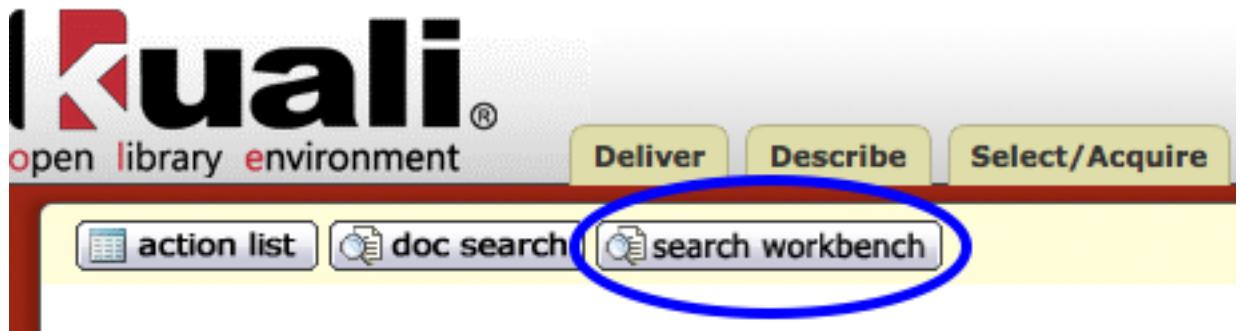 kuali®
open library environment
Deliver Describe Select/Acquire
action list doc search search workbench